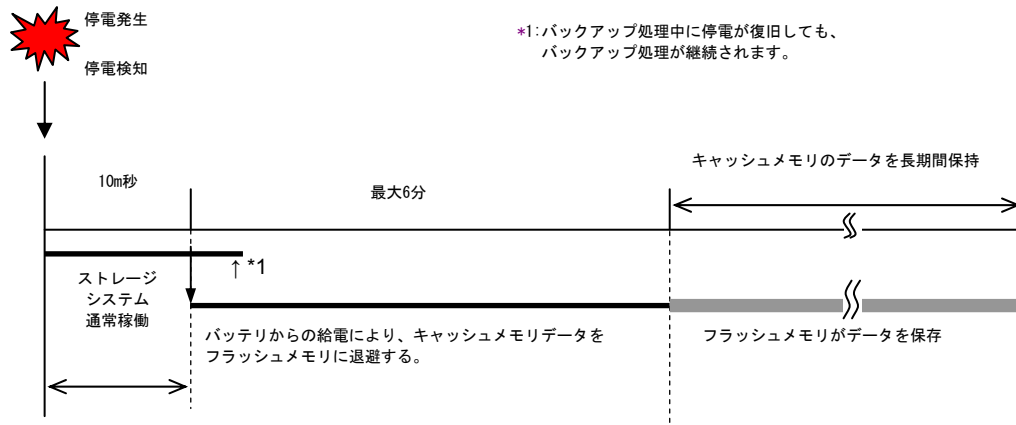 停電発生
停電検知
*1:バックアップ処理中に停電が復旧しても、
バックアップ処理が継続されます。
キャッシュメモリのデータを長期間保持
10m秒
最大6分
↑ *1
ストレージ
システム
通常稼働
バッテリからの給電により、キャッシュメモリデータを
フラッシュメモリに退避する。
フラッシュメモリがデータを保存